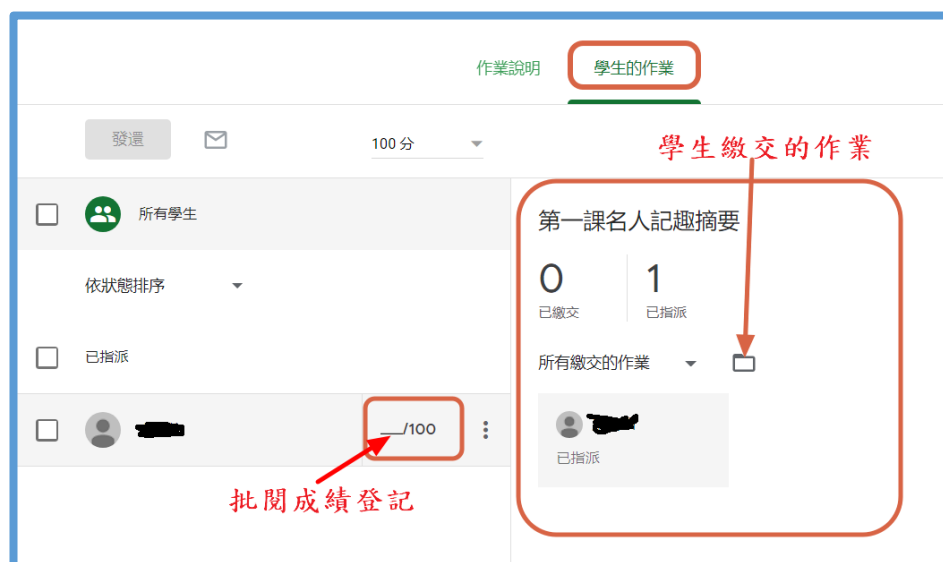 作業說明 學生的作業
發還 100 分
學生繳交的作業
所有學生
依狀態排序
已指派
__/100
批閱成績登記
第一課名人記趣摘要
0 1
已繳交 已指派
所有繳交的作業
已指派